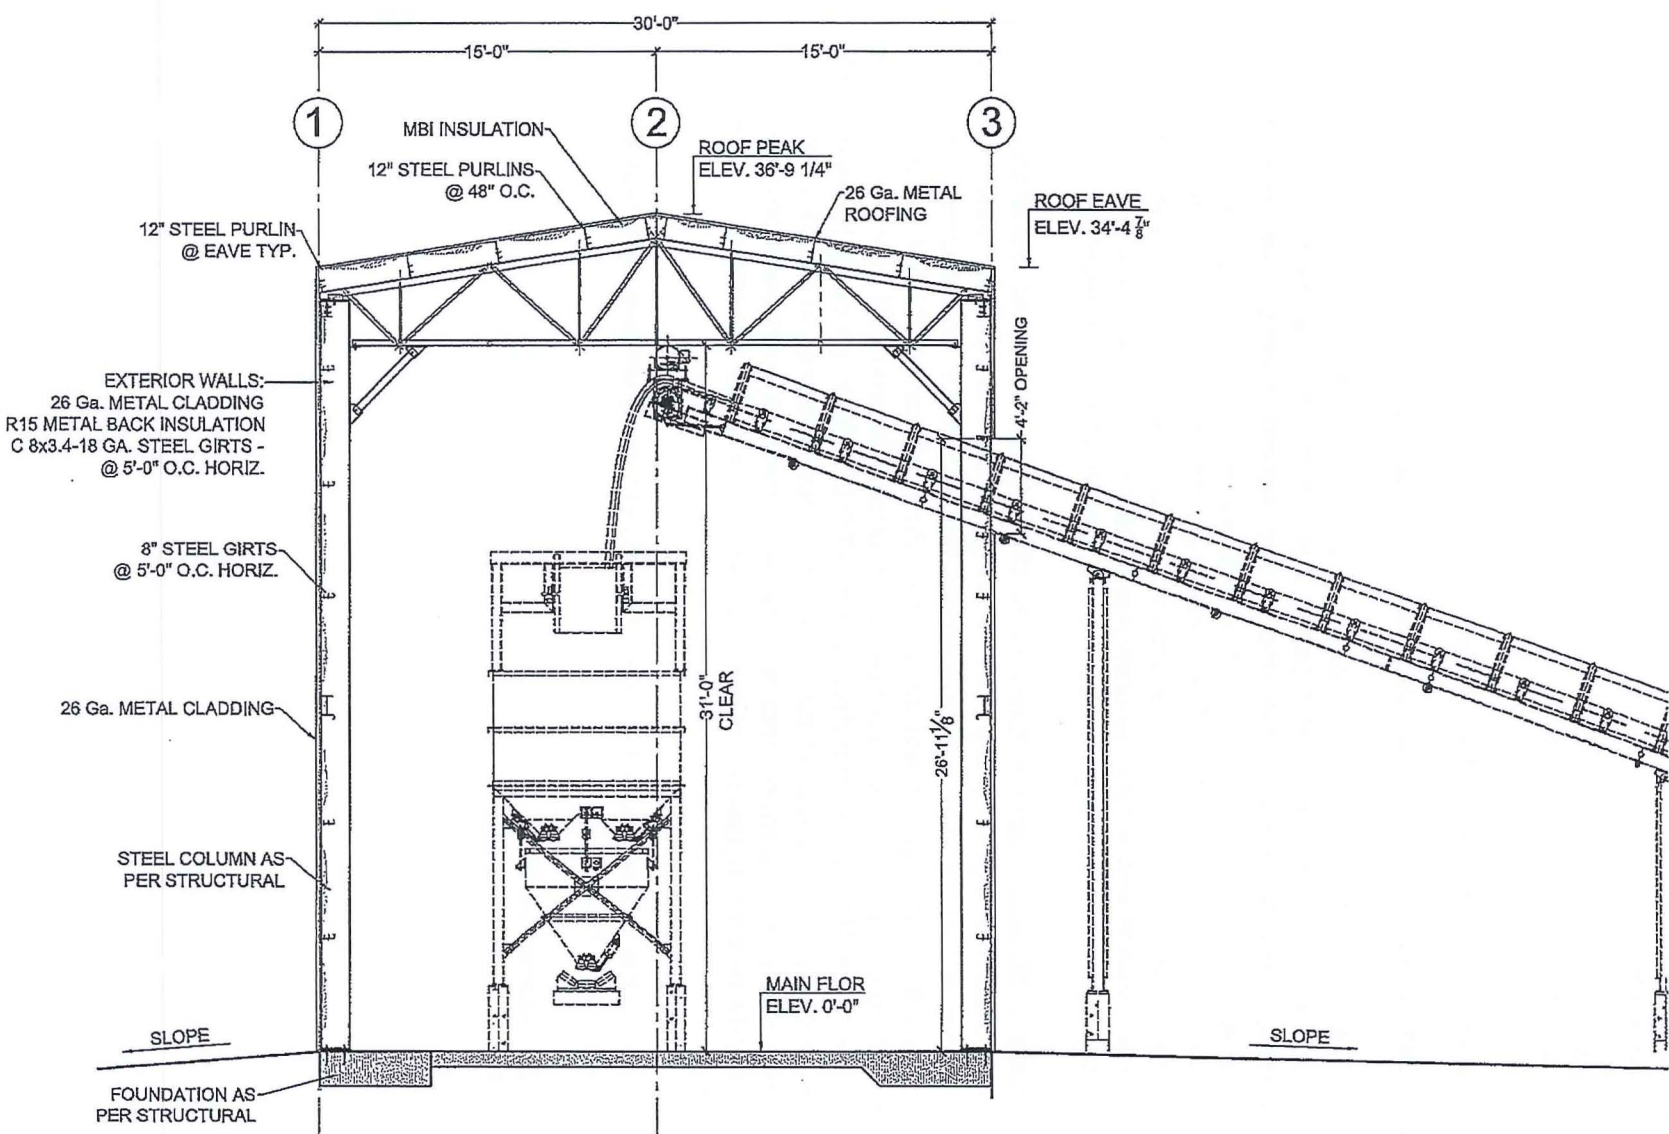 30'-0"
15'-0"
15'-0"
1
2
3
MBI INSULATION
12" STEEL PURLINS
@ 48" O.C.
ROOF PEAK
ELEV. 36'-9 1/4"
26 Ga. METAL
ROOFING
ROOF EAVE
ELEV. 34'-4 7/8"
12" STEEL PURLIN
@ EAVE TYP.
4'-2" OPENING
EXTERIOR WALLS:
26 Ga. METAL CLADDING
R15 METAL BACK INSULATION
C 8x3.4-18 GA. STEEL GIRTS -
@ 5'-0" O.C. HORIZ.
8" STEEL GIRTS
@ 5'-0" O.C. HORIZ.
26 Ga. METAL CLADDING
31'-0"
CLEAR
26'-11 1/8"
STEEL COLUMN AS
PER STRUCTURAL
MAIN FLOR
ELEV. 0'-0"
SLOPE
SLOPE
FOUNDATION AS
PER STRUCTURAL